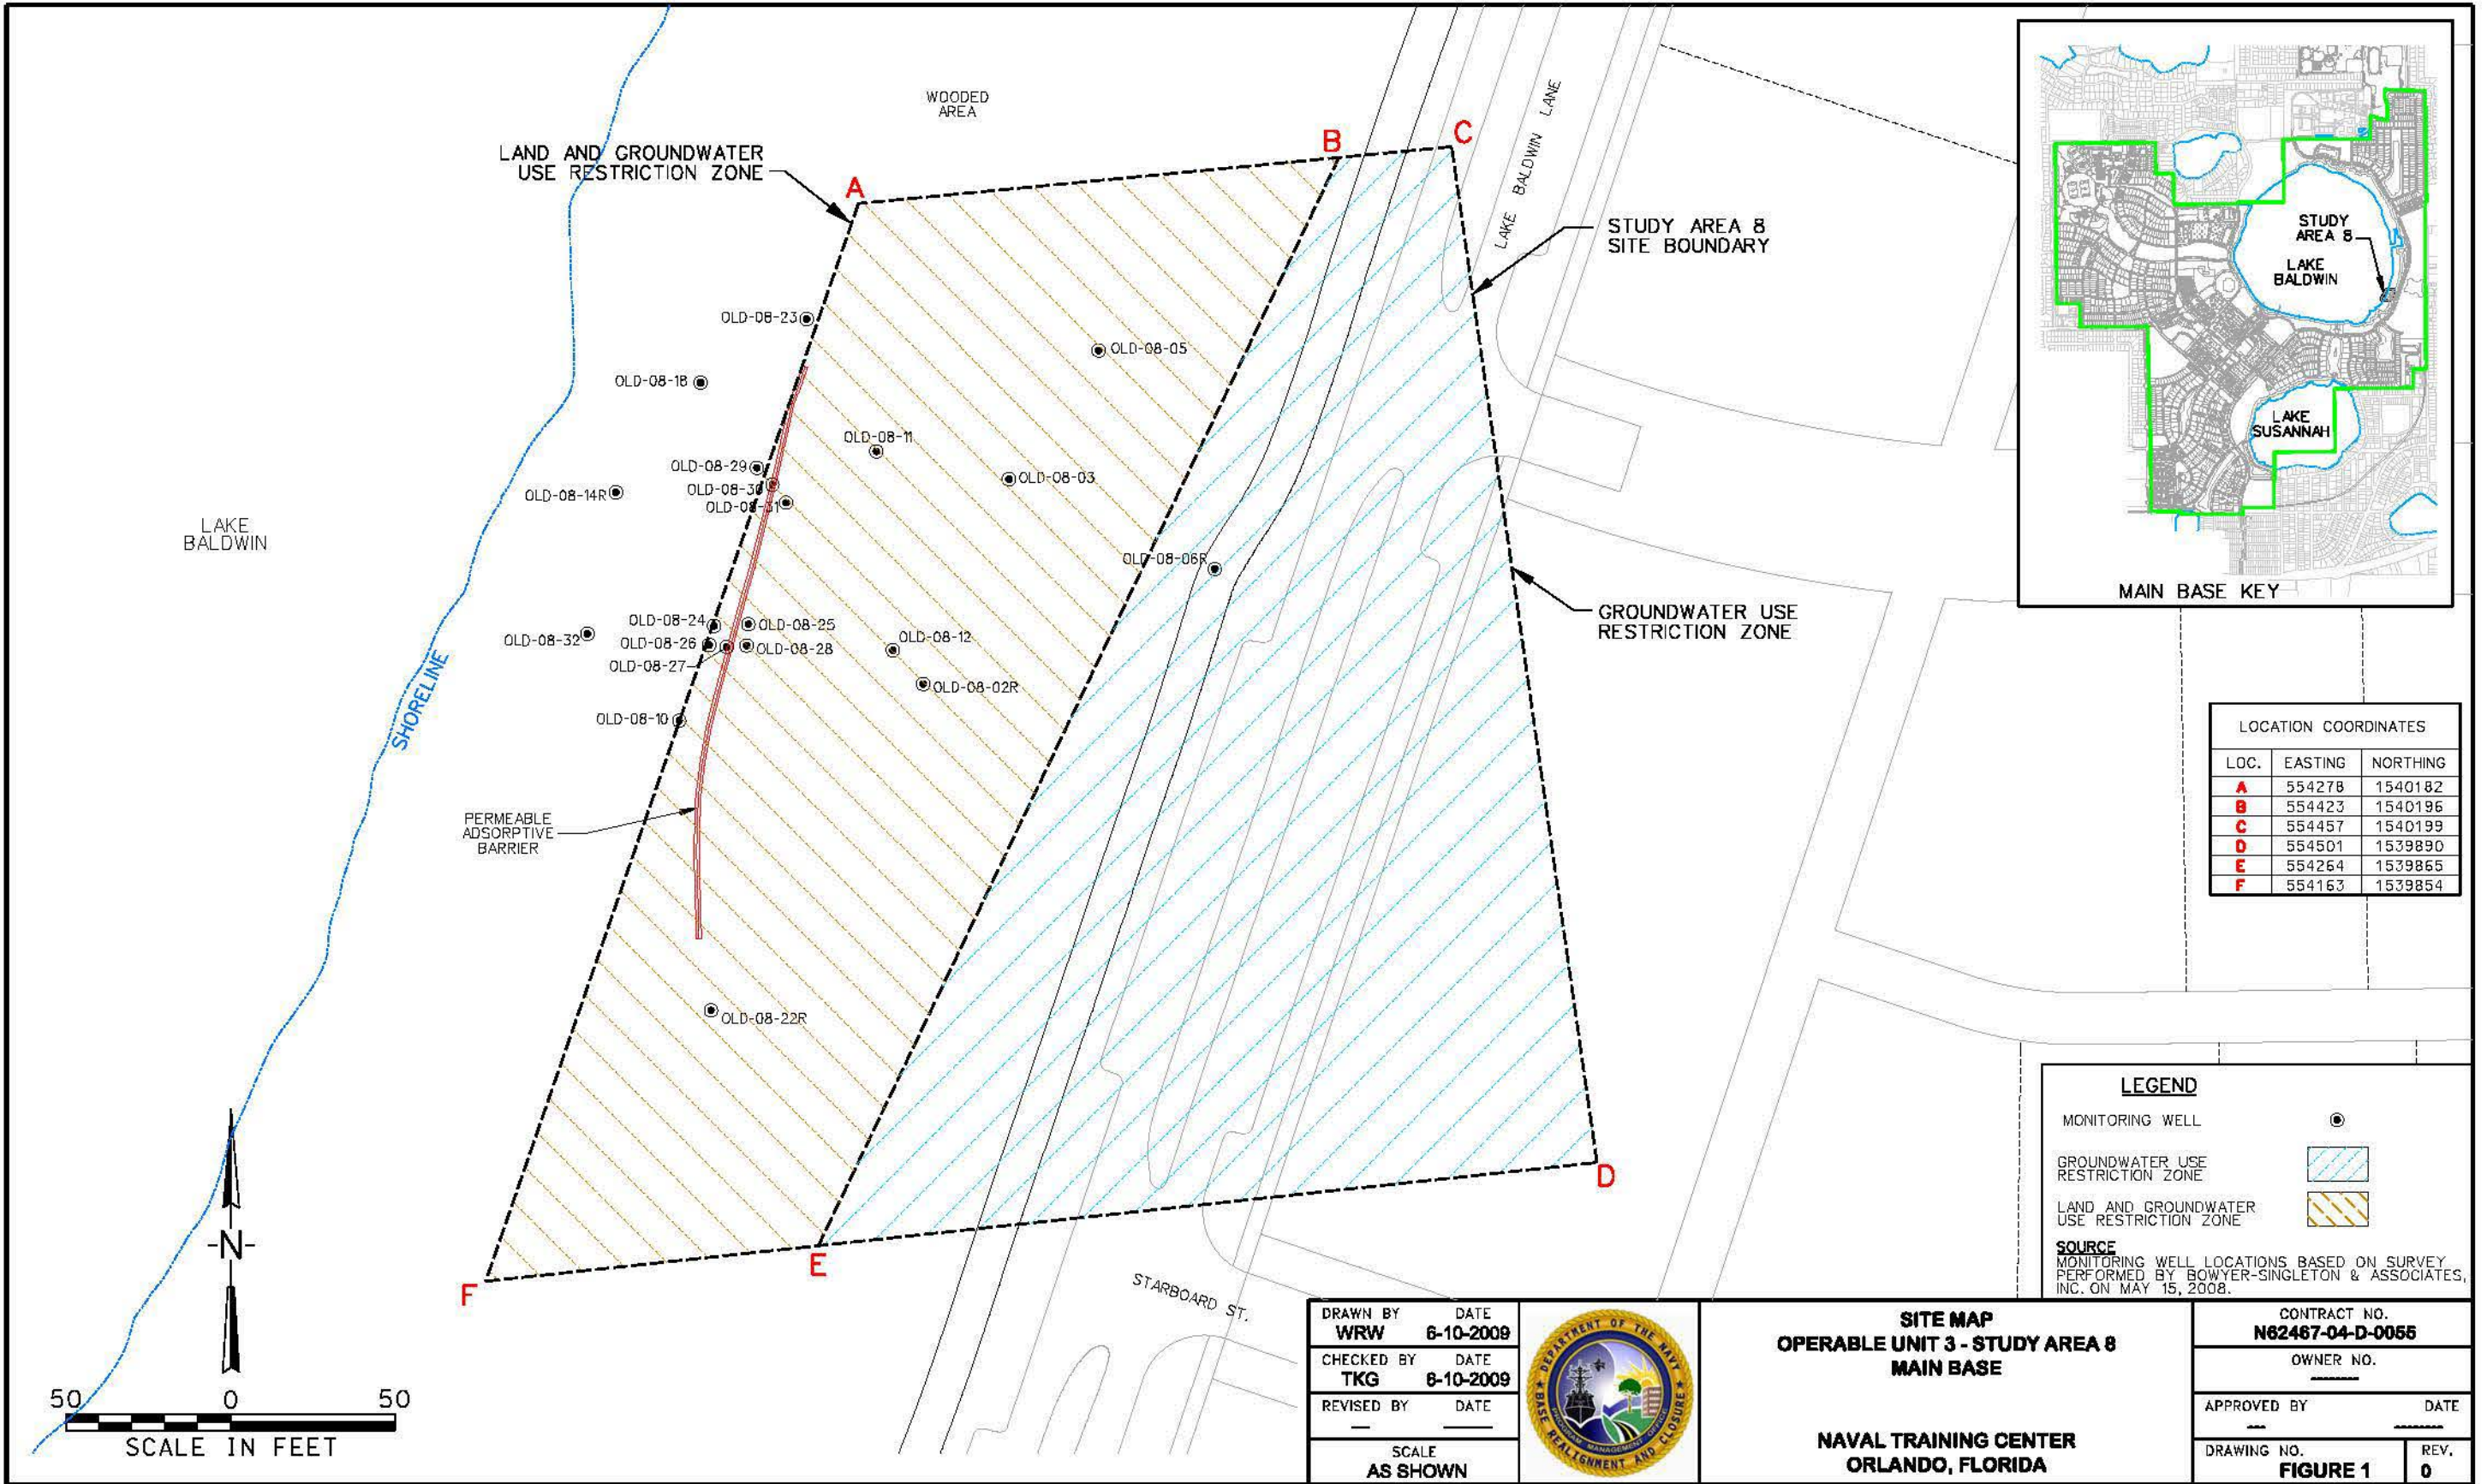 WOODED
AREA
LAND AND GROUNDWATER
USE RESTRICTION ZONE
A
B
C
LAKE BALDWIN LANE
STUDY AREA 8
SITE BOUNDARY
OLD-08-23
OLD-08-05
OLD-08-18
OLD-08-11
OLD-08-29
OLD-08-03
OLD-08-30
OLD-08-14R
OLD-08-31
LAKE
BALDWIN
OLD-08-06R
GROUNDWATER USE
RESTRICTION ZONE
OLD-08-24
OLD-08-25
OLD-08-32
OLD-08-26
OLD-08-28
OLD-08-12
OLD-08-27
OLD-08-02R
OLD-08-10
SHORELINE
PERMEABLE
ADSORPTIVE
BARRIER
OLD-08-22R
D
E
F
STARBOARD ST.
-N-
50 0 50
SCALE IN FEET
STUDY
AREA 8
LAKE
BALDWIN
LAKE
SUSANNAH
MAIN BASE KEY
LOCATION COORDINATES
LOC. EASTING NORTHING
A 554278 1540182
B 554423 1540196
C 554457 1540199
D 554501 1539890
E 554264 1539865
F 554163 1539854
LEGEND
MONITORING WELL
GROUNDWATER USE
RESTRICTION ZONE
LAND AND GROUNDWATER
USE RESTRICTION ZONE
SOURCE
MONITORING WELL LOCATIONS BASED ON SURVEY
PERFORMED BY BOWYER-SINGLETON & ASSOCIATES,
INC. ON MAY 15, 2008.
DRAWN BY DATE
WRW 6-10-2009
CHECKED BY DATE
TKG 6-10-2009
REVISED BY DATE
SCALE
AS SHOWN
DEPARTMENT OF THE NAVY
PROGRAM MANAGEMENT OFFICE
BASE REALIGNMENT AND CLOSURE
SITE MAP
OPERABLE UNIT 3 - STUDY AREA 8
MAIN BASE
NAVAL TRAINING CENTER
ORLANDO, FLORIDA
CONTRACT NO.
N62467-04-D-0055
OWNER NO.
APPROVED BY DATE
DRAWING NO. REV.
FIGURE 1 0